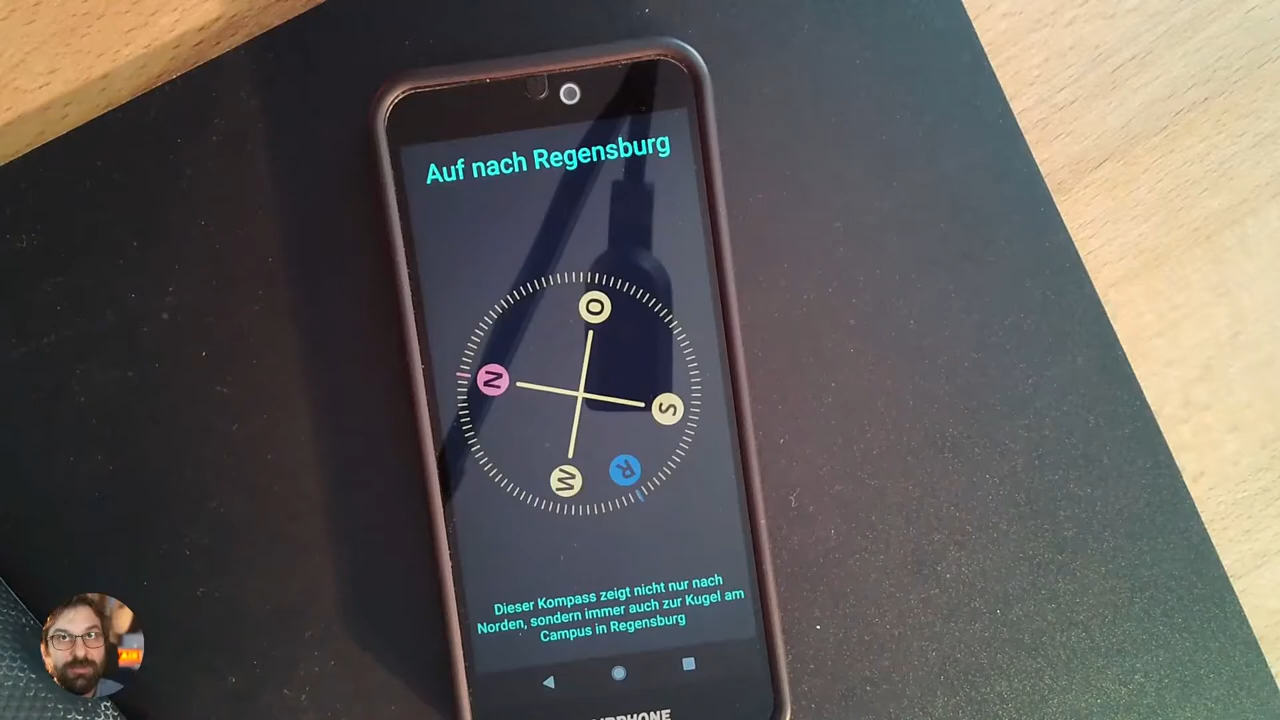 Auf nach Regensburg
O
N
S
W
R
Dieser Kompass zeigt nicht nur nach
Norden, sondern immer auch zur Kugel am
Campus in Regensburg